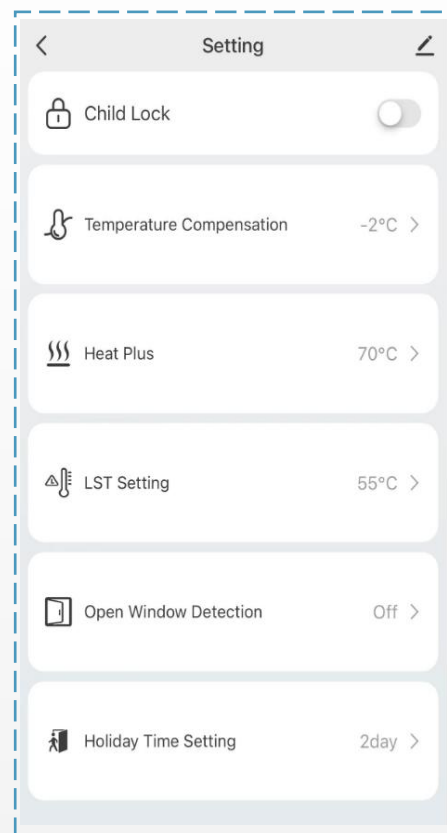 Setting
Child Lock
Temperature Compensation -2°C >
Heat Plus 70°C >
LST Setting 55°C >
Open Window Detection Off >
Holiday Time Setting 2day >